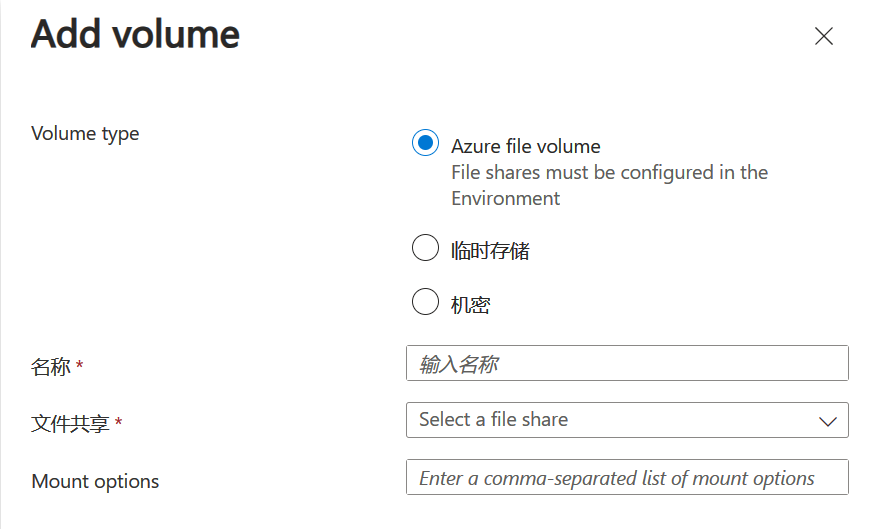 Add volume
Volume type
Azure file volume
File shares must be configured in the
Environment
临时存储
机密
名称 *
输入名称
文件共享 *
Select a file share
Mount options
Enter a comma-separated list of mount options